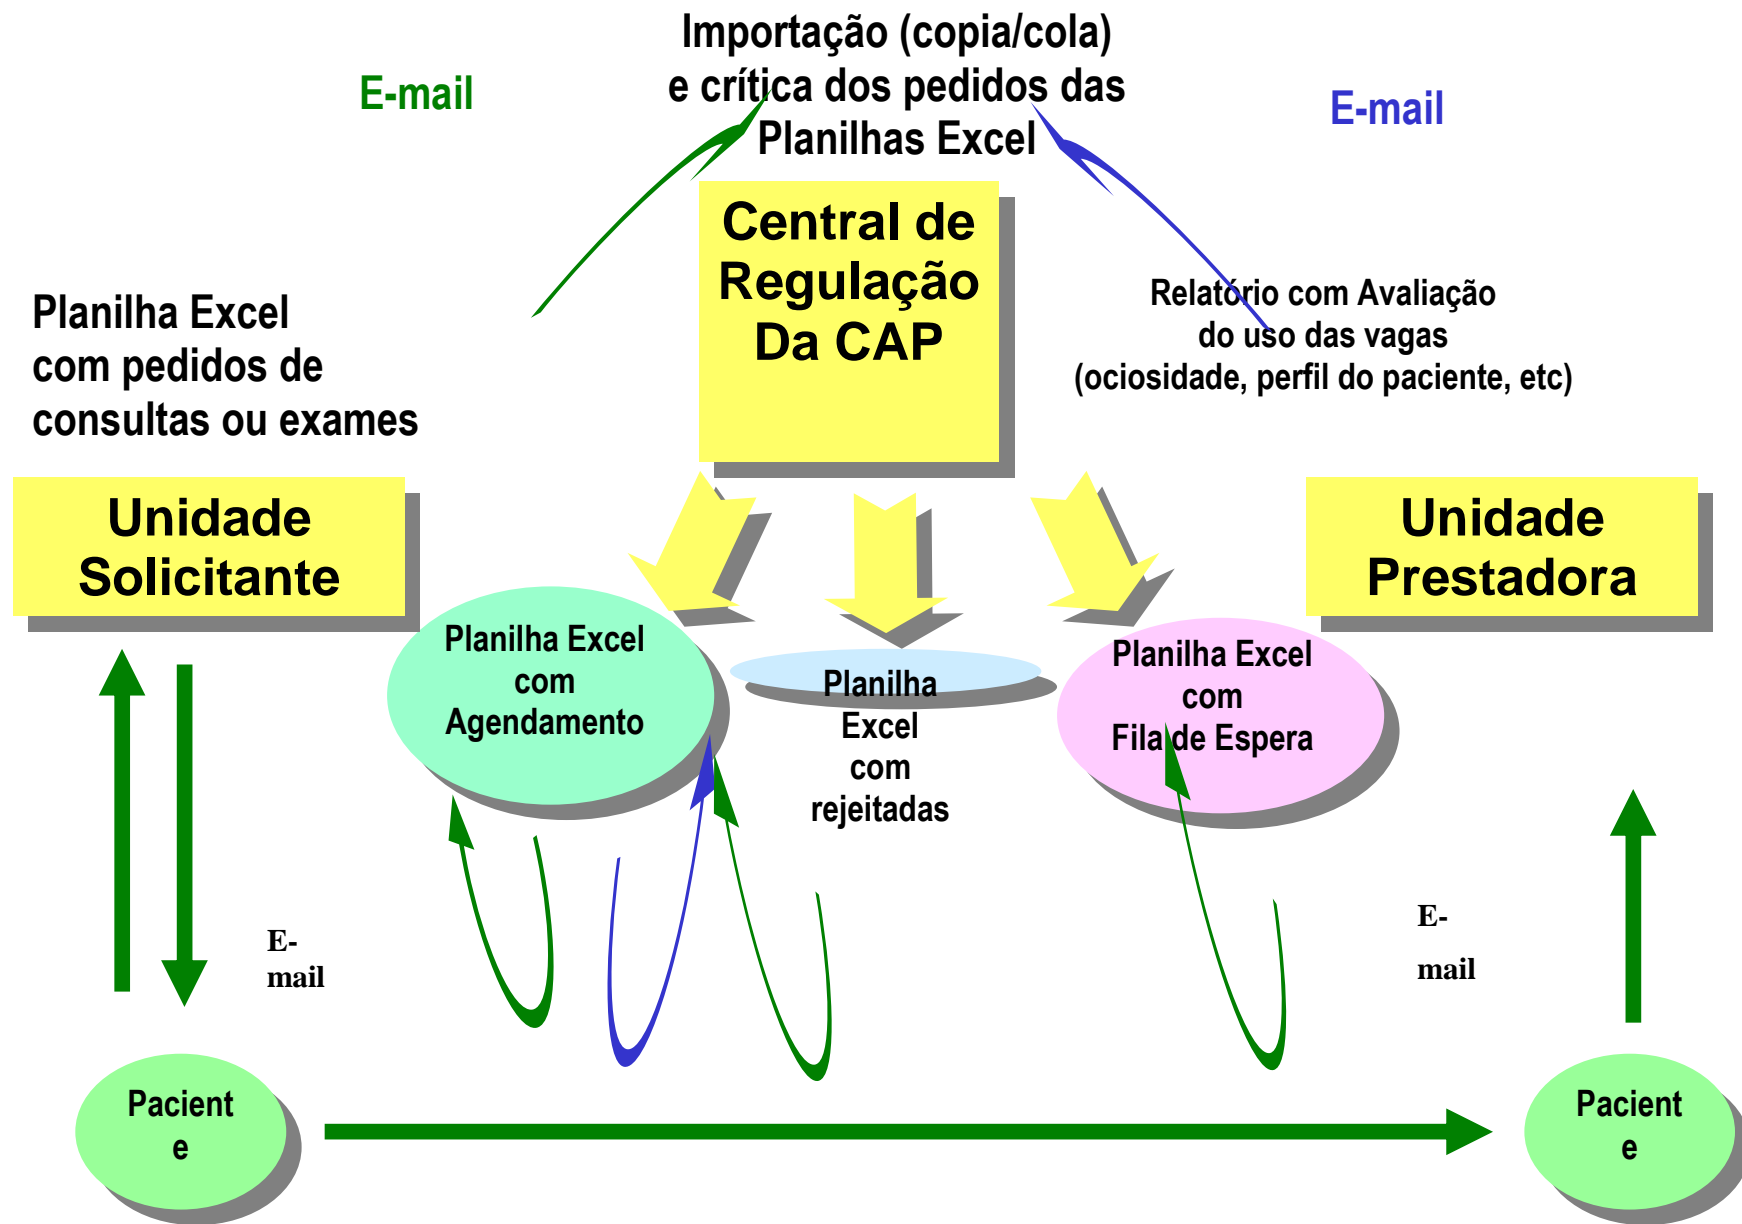 Importação (copia/cola)
e crítica dos pedidos das
Planilhas Excel
E-mail
E-mail
Central de
Regulação
Da CAP
Planilha Excel
com pedidos de
consultas ou exames
Relatório com Avaliação
do uso das vagas
(ociosidade, perfil do paciente, etc)
Unidade
Solicitante
Unidade
Prestadora
Planilha Excel
com
Agendamento
Planilha
Excel
com
rejeitadas
Planilha Excel
com
Fila de Espera
E-
mail
E-
mail
Pacient
e
Pacient
e